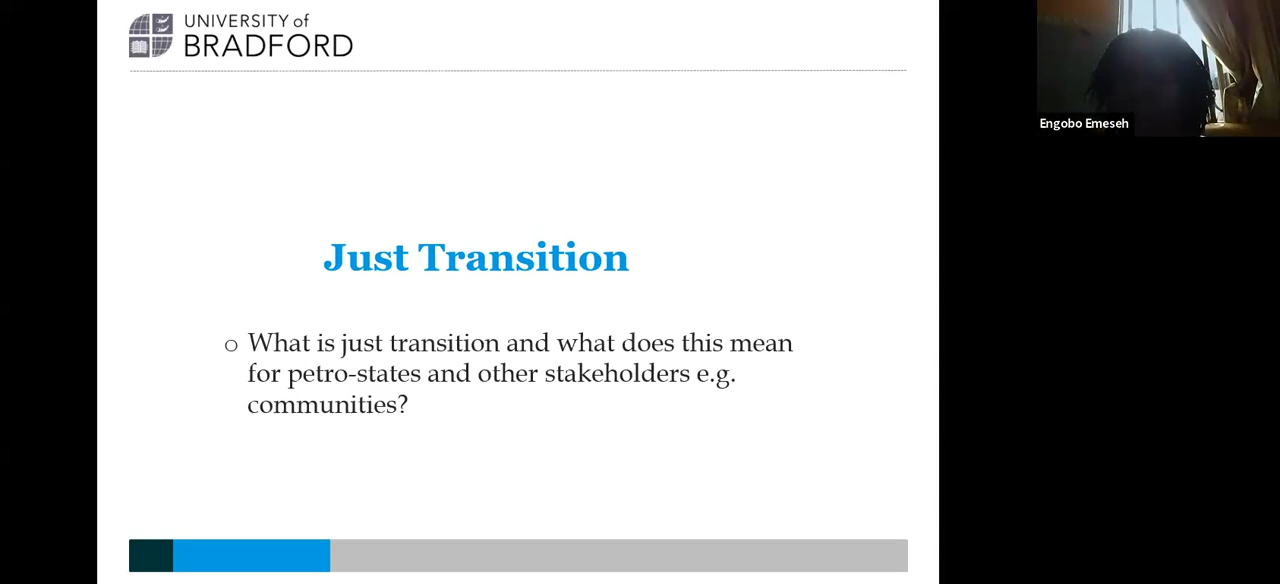 UNIVERSITY of
BRADFORD
Engobo Emeseh
Just Transition
o What is just transition and what does this mean
for petro-states and other stakeholders e.g.
communities?